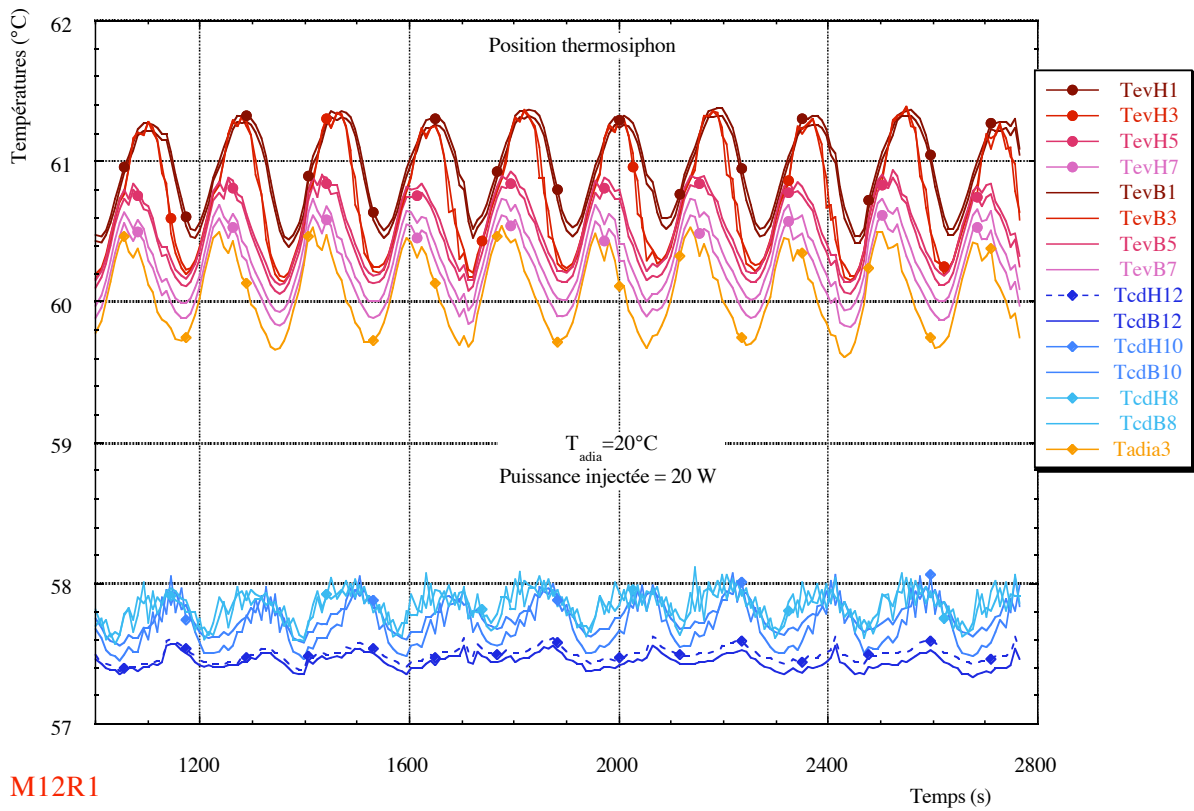 Températures (°C)
62
61
60
59
58
57
Position thermosiphon
T adia =20°C
Puissance injectée = 20 W
TevH1
TevH3
TevH5
TevH7
TevB1
TevB3
TevB5
TevB7
TcdH12
TcdB12
TcdH10
TcdB10
TcdH8
TcdB8
Tadia3
1200 1600 2000 2400 2800
Temps (s)
M12R1